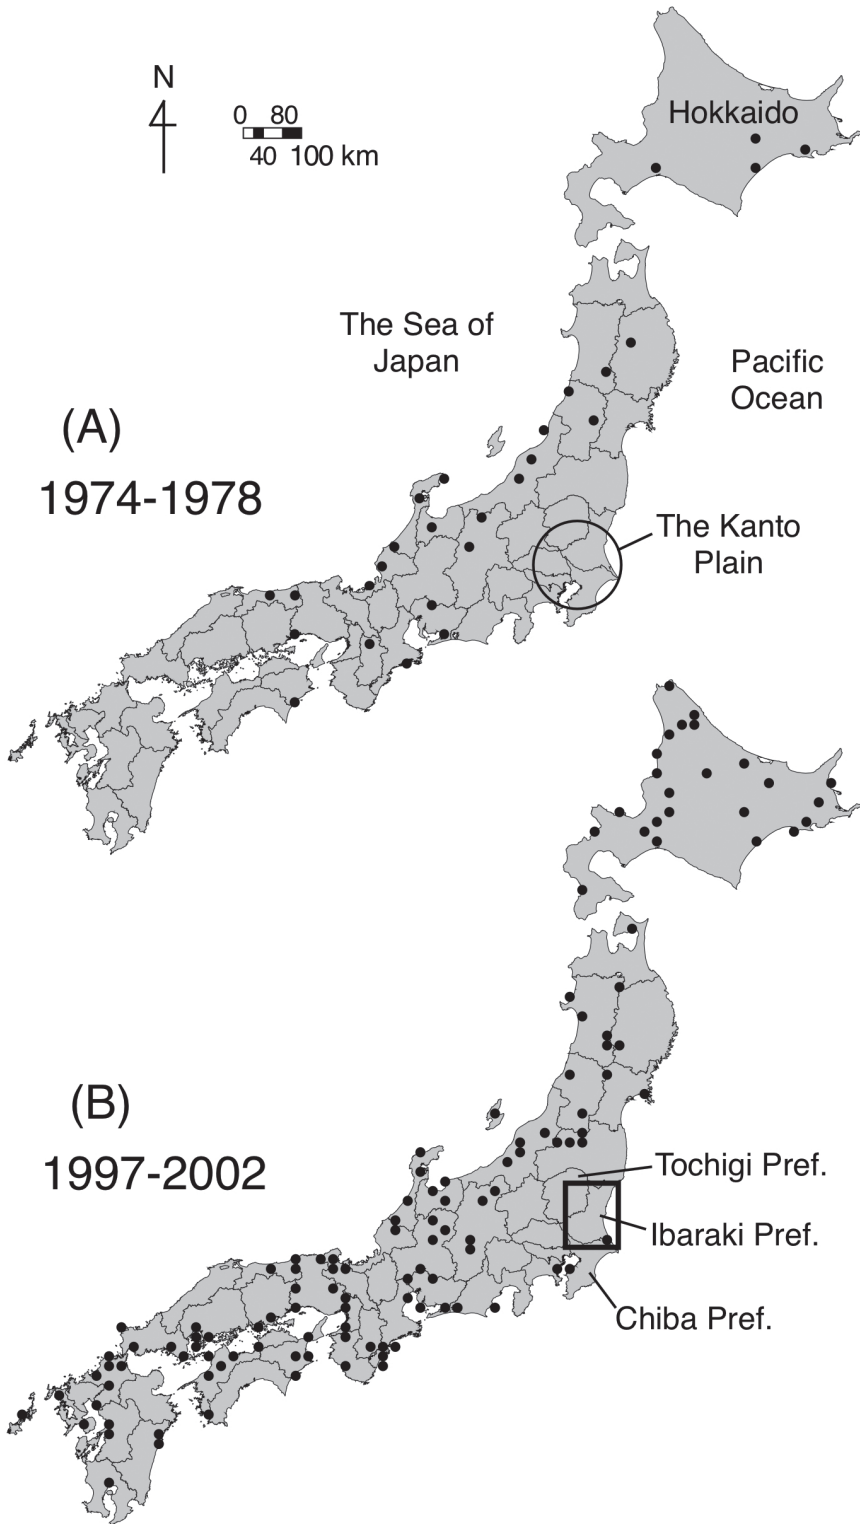 N
0 80
40 100 km
Hokkaido
The Sea of
Japan
Pacific
Ocean
(A)
1974-1978
The Kanto
Plain
(B)
1997-2002
Tochigi Pref.
Ibaraki Pref.
Chiba Pref.